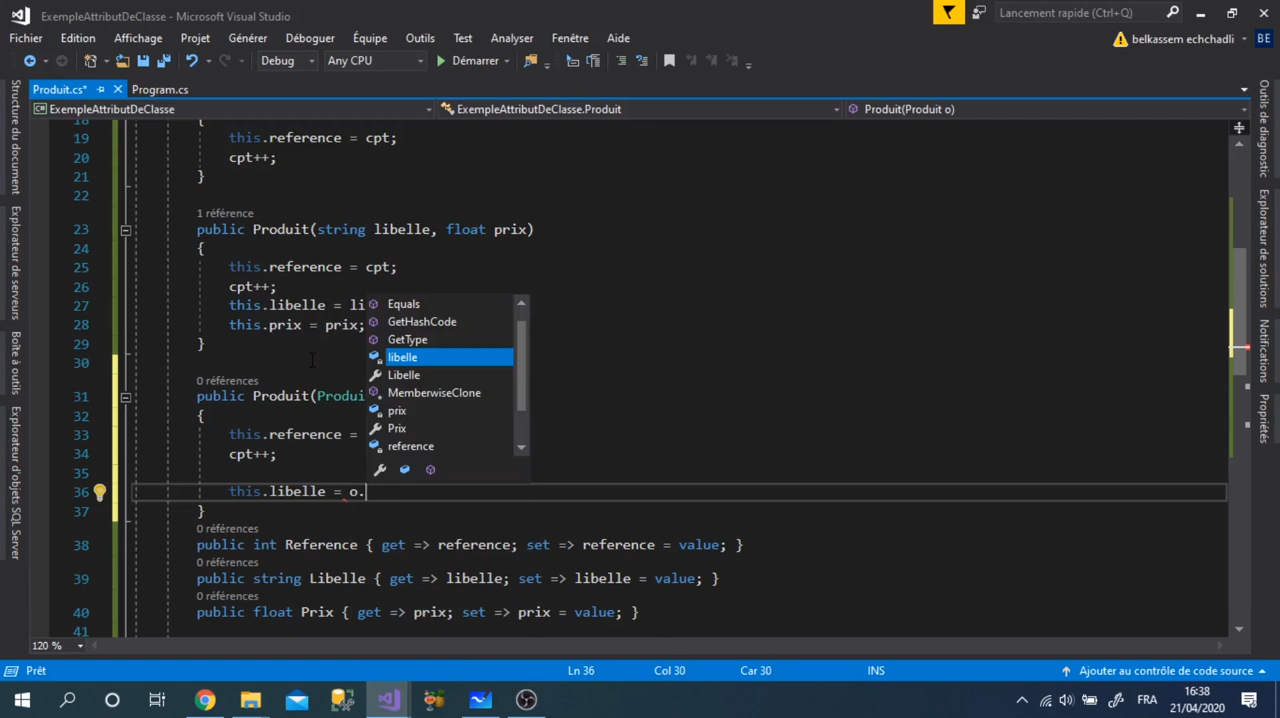 ExempleAttributDeClasse - Microsoft Visual Studio
Lancement rapide (Ctrl+Q)
Fichier Edition Affichage Projet Générer Déboguer Équipe Outils Test Analyser Fenêtre Aide
belkassem echchadli BE
Debug Any CPU Démarrer
Produit.cs* Program.cs
ExempleAttributDeClasse ExempleAttributDeClasse.Produit Produit(Produit o)
Structure du document
Explorateur de serveurs
Boîte à outils
Explorateur d'objets SQL Server
Outils de diagnostic
Explorateur de solutions
Notifications
Propriétés
18 {
19 this.reference = cpt;
20 cpt++;
21 }
22
1 référence
23 public Produit(string libelle, float prix)
24 {
25 this.reference = cpt;
26 cpt++;
27 this.libelle = li
28 this.prix = prix;
29 }
30
0 références
31 public Produit(Produi
32 {
33 this.reference =
34 cpt++;
35
36 this.libelle = o.
37 }
Equals
GetHashCode
GetType
libelle
Libelle
MemberwiseClone
prix
Prix
reference
0 références
38 public int Reference { get => reference; set => reference = value; }
0 références
39 public string Libelle { get => libelle; set => libelle = value; }
0 références
40 public float Prix { get => prix; set => prix = value; }
41
120 %
Prêt Ln 36 Col 30 Car 30 INS Ajouter au contrôle de code source
FRA 16:38
21/04/2020